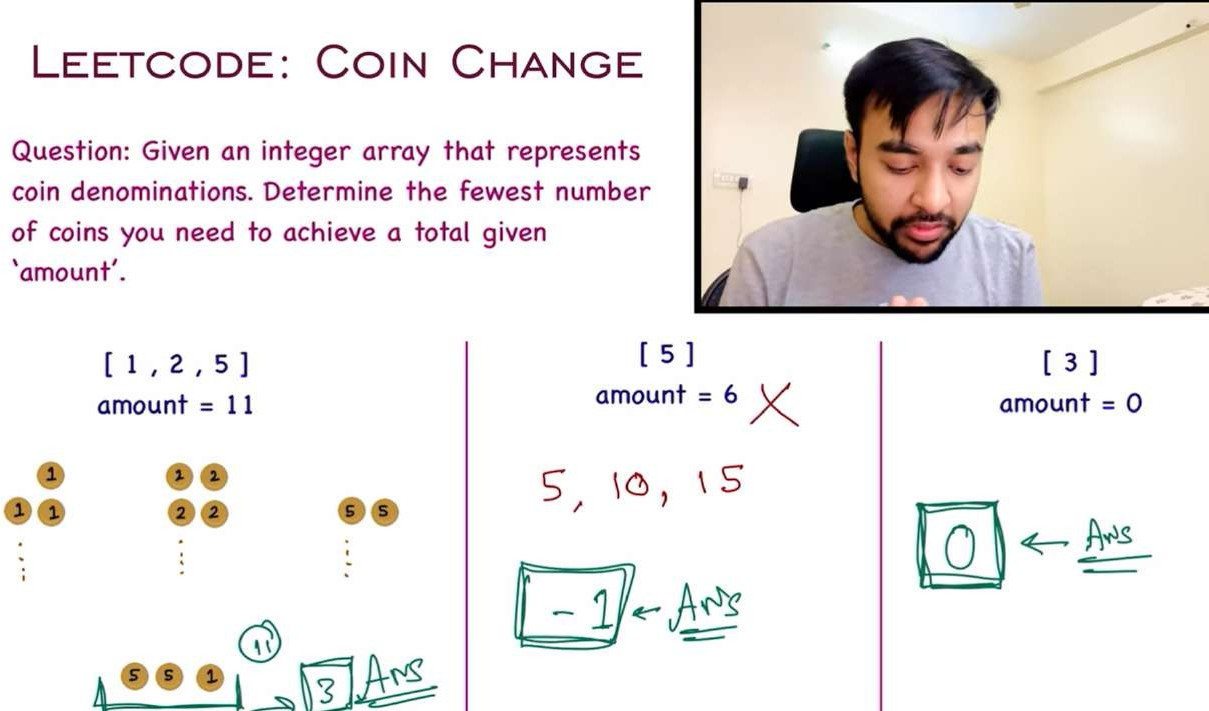 LEETCODE: COIN CHANGE
Question: Given an integer array that represents
coin denominations. Determine the fewest number
of coins you need to achieve a total given
‘amount’.
[ 1 , 2 , 5 ]
amount = 11
1
1 1
2 2
2 2
5 5
5 5 1
11
3 Ans
[ 5 ]
amount = 6 X
5, 10, 15
-1 ← Ans
[ 3 ]
amount = 0
0 ← Ans